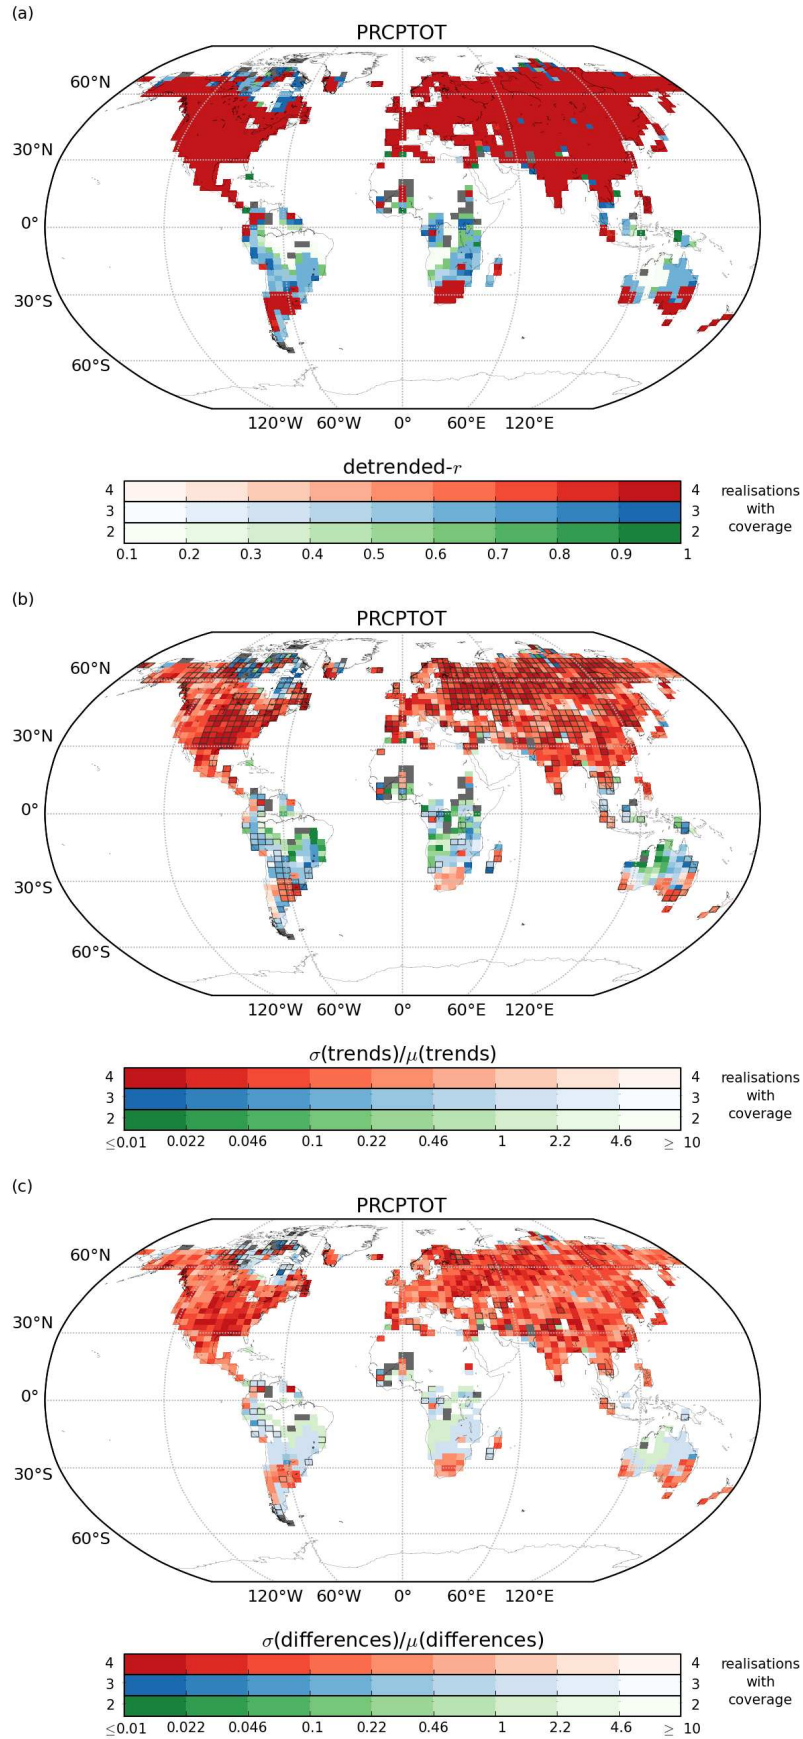 (a)
PRCPTOT
60°N
30°N
0°
30°S
60°S
120°W 60°W 0° 60°E 120°E
detrended-r
4 4 realisations
3 3 with
2 2 coverage
0.1 0.2 0.3 0.4 0.5 0.6 0.7 0.8 0.9 1
(b)
PRCPTOT
60°N
30°N
0°
30°S
60°S
120°W 60°W 0° 60°E 120°E
σ(trends)/μ(trends)
4 4 realisations
3 3 with
2 2 coverage
≤0.01 0.022 0.046 0.1 0.22 0.46 1 2.2 4.6 ≥ 10
(c)
PRCPTOT
60°N
30°N
0°
30°S
60°S
120°W 60°W 0° 60°E 120°E
σ(differences)/μ(differences)
4 4 realisations
3 3 with
2 2 coverage
≤0.01 0.022 0.046 0.1 0.22 0.46 1 2.2 4.6 ≥ 10